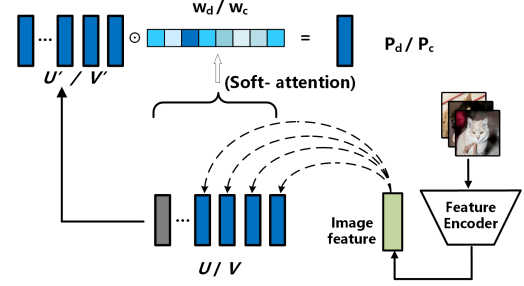 w_d / w_c
... ⊙ = P_d / P_c
U' / V'
(Soft- attention)
...
Image
feature
Feature
Encoder
U / V